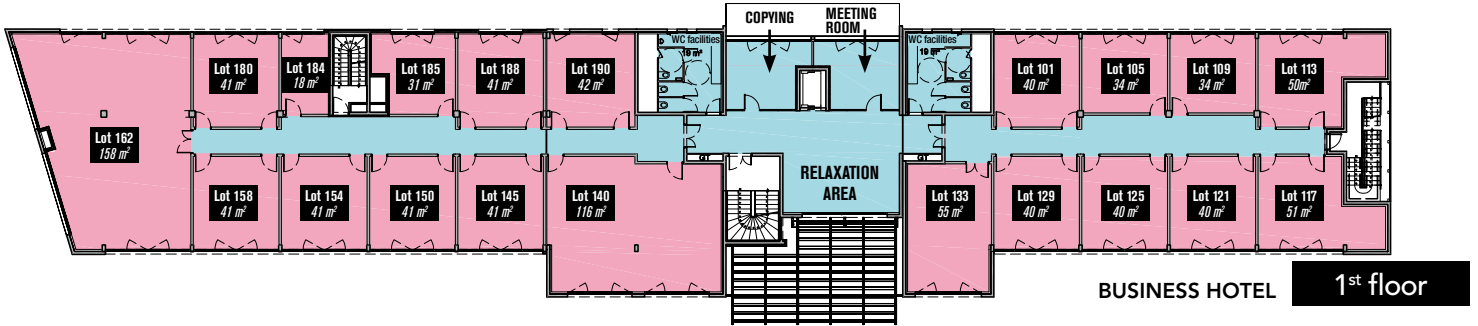 COPYING
MEETING
ROOM
WC facilities
19 m²
WC facilities
19 m²
Lot 180
41 m²
Lot 184
18 m²
Lot 185
31 m²
Lot 188
41 m²
Lot 190
42 m²
Lot 101
40 m²
Lot 105
34 m²
Lot 109
34 m²
Lot 113
50m²
Lot 162
158 m²
GT
GT
RELAXATION
AREA
Lot 158
41 m²
Lot 154
41 m²
Lot 150
41 m²
Lot 145
41 m²
Lot 140
116 m²
Lot 133
55 m²
Lot 129
40 m²
Lot 125
40 m²
Lot 121
40 m²
Lot 117
51 m²
BUSINESS HOTEL
1st floor